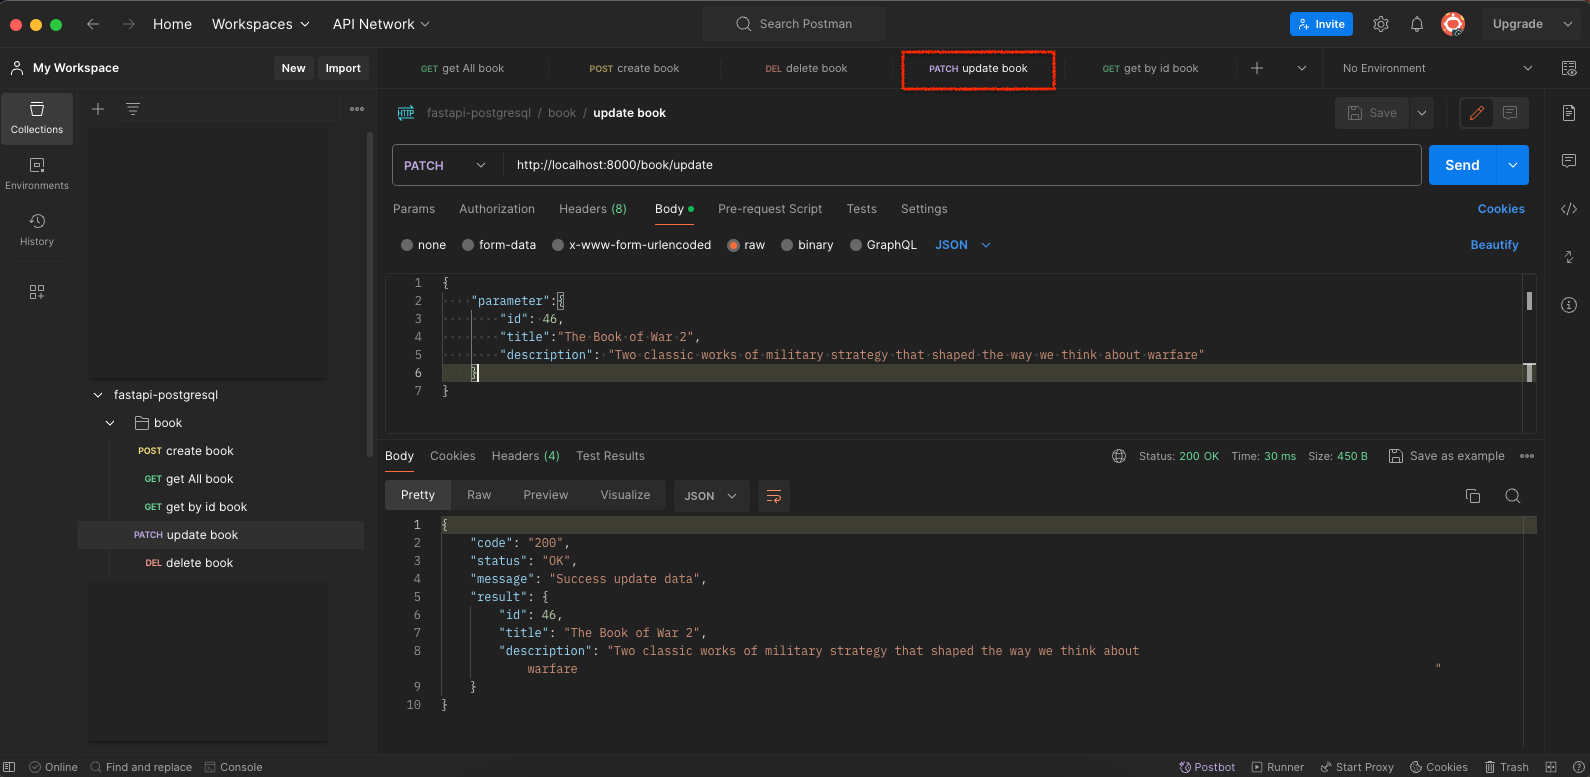 Home Workspaces API Network Search Postman Invite Upgrade
My Workspace New Import GET get All book POST create book DEL delete book PATCH update book GET get by id book No Environment
Collections
Environments
History
HTTP fastapi-postgresql / book / update book Save
PATCH http://localhost:8000/book/update Send
Params Authorization Headers (8) Body Pre-request Script Tests Settings Cookies
none form-data x-www-form-urlencoded raw binary GraphQL JSON Beautify
1 {
2 "parameter":{
3 "id": 46,
4 "title":"The Book of War 2",
5 "description": "Two classic works of military strategy that shaped the way we think about warfare"
6 }
7 }
fastapi-postgresql
book
POST create book
GET get All book
GET get by id book
PATCH update book
DEL delete book
Body Cookies Headers (4) Test Results Status: 200 OK Time: 30 ms Size: 450 B Save as example
Pretty Raw Preview Visualize JSON
1 {
2 "code": "200",
3 "status": "OK",
4 "message": "Success update data",
5 "result": {
6 "id": 46,
7 "title": "The Book of War 2",
8 "description": "Two classic works of military strategy that shaped the way we think about
warfare "
9 }
10 }
Online Find and replace Console Postbot Runner Start Proxy Cookies Trash